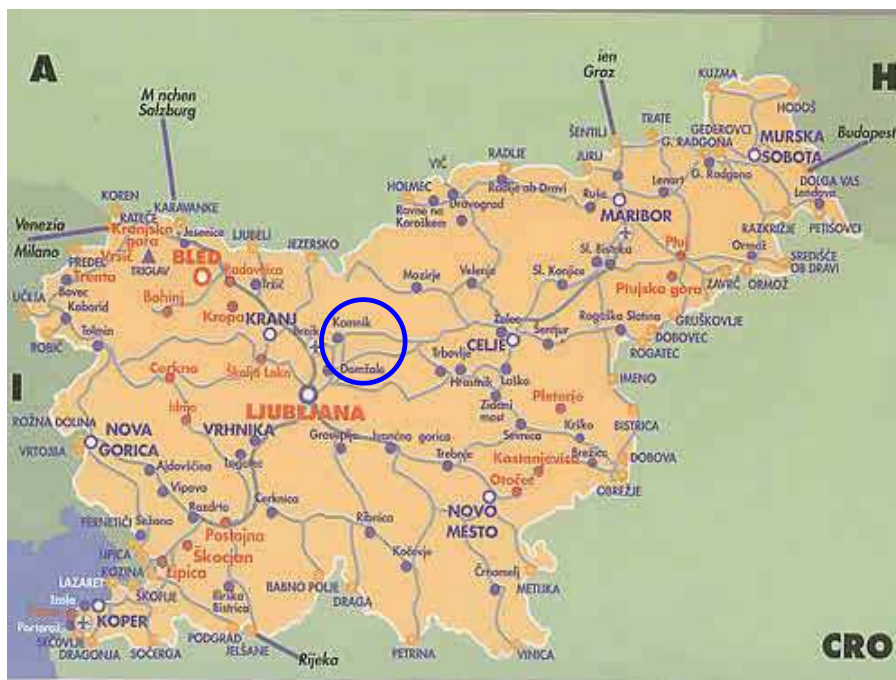 A
H
ien
Graz
M nchen
Salzburg
KUZMA
HODOŠ
TRATE
GEDEROVCI
ŠENTILJ
G. RADGONA
MURSKA
SOBOTA
Budapest
VIČ
RADLJE
JURIJ
G. Radgona
DOLGA VAS
Lendava
HOLMEC
Radlje ob Dravi
Ruše
Lenart
Ravne na
Koroškem
Dravograd
MARIBOR
RAZKRIŽJE
PETIŠOVCI
KOREN
KARAVANKE
RATEČE
Venezia
Kranjska
gora
Jesenice
LJUBELJ
JEZERSKO
Milano
PREDEL
Vršič
TRIGLAV
BLED
Radovljica
Tržič
Mozirje
Velenje
Sl. Bistrica
Sl. Konjice
Ptuj
Ormož
SREDIŠČE
OB DRAVI
Trenta
Bovec
Bohinj
Ptujska gora
ZAVRČ
ORMOŽ
UČEJA
Kobarid
Kropa
KRANJ
Brnik
Kamnik
Žalec
Rogaška Slatina
GRUŠKOVJE
Tolmin
CELJE
Šentjur
DOBOVEC
ROGATEC
ROBIČ
Cerkno
Škofja Loka
Domžale
Trbovlje
Hrastnik
Laško
IMENO
I
Idrija
LJUBLJANA
Zidani
most
Pleterje
BISTRICA
ROŽNA DOLINA
NOVA
GORICA
VRHNIKA
Grosuplje
Ivančna gorica
Sevnica
Krško
VRTOJBA
Logatec
Trebnje
Kostanjevica
Brežice
DOBOVA
Ajdovščina
Otočec
OBREŽJE
Vipava
Razdrto
Cerknica
NOVO
MESTO
FERNETIČI
Sežana
Postojna
Ribnica
LIPICA
Škocjan
Kočevje
KOZINA
Lipica
LAZARET
ŠKOFIJE
Ilirska
Bistrica
BABNO POLJE
DRAGA
Črnomelj
METLIKA
Izola
KOPER
Portorož
SEČOVLJE
DRAGONJA
SOČERGA
PODGRAD
JELŠANE
Rijeka
PETRINA
VINICA
CRO